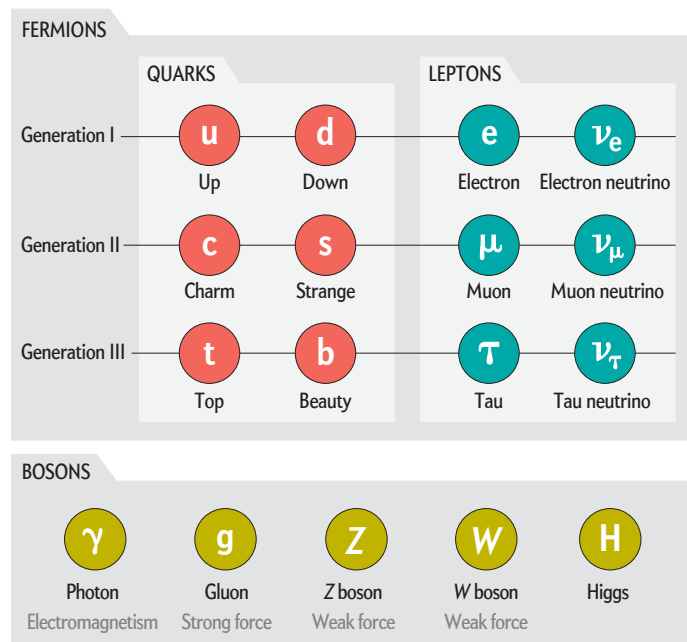 FERMIONS
QUARKS
LEPTONS
Generation I
u
d
e
νe
Up
Down
Electron
Electron neutrino
Generation II
c
s
μ
νμ
Charm
Strange
Muon
Muon neutrino
Generation III
t
b
τ
ντ
Top
Beauty
Tau
Tau neutrino
BOSONS
γ
g
Z
W
H
Photon
Gluon
Z boson
W boson
Higgs
Electromagnetism
Strong force
Weak force
Weak force